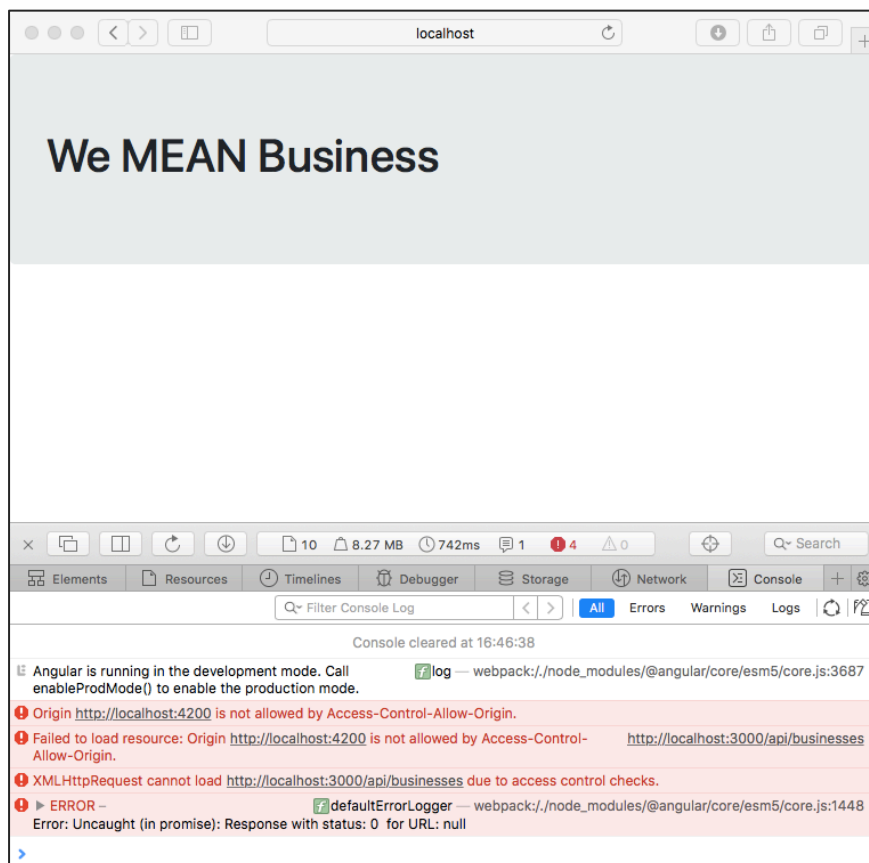 localhost
We MEAN Business
10 8.27 MB 742ms 1 4 0 Search
Elements Resources Timelines Debugger Storage Network Console
Filter Console Log All Errors Warnings Logs
Console cleared at 16:46:38
Angular is running in the development mode. Call log — webpack:/./node_modules/@angular/core/esm5/core.js:3687
enableProdMode() to enable the production mode.
Origin http://localhost:4200 is not allowed by Access-Control-Allow-Origin.
Failed to load resource: Origin http://localhost:4200 is not allowed by Access-Control- http://localhost:3000/api/businesses
Allow-Origin.
XMLHttpRequest cannot load http://localhost:3000/api/businesses due to access control checks.
ERROR – defaultErrorLogger — webpack:/./node_modules/@angular/core/esm5/core.js:1448
Error: Uncaught (in promise): Response with status: 0 for URL: null